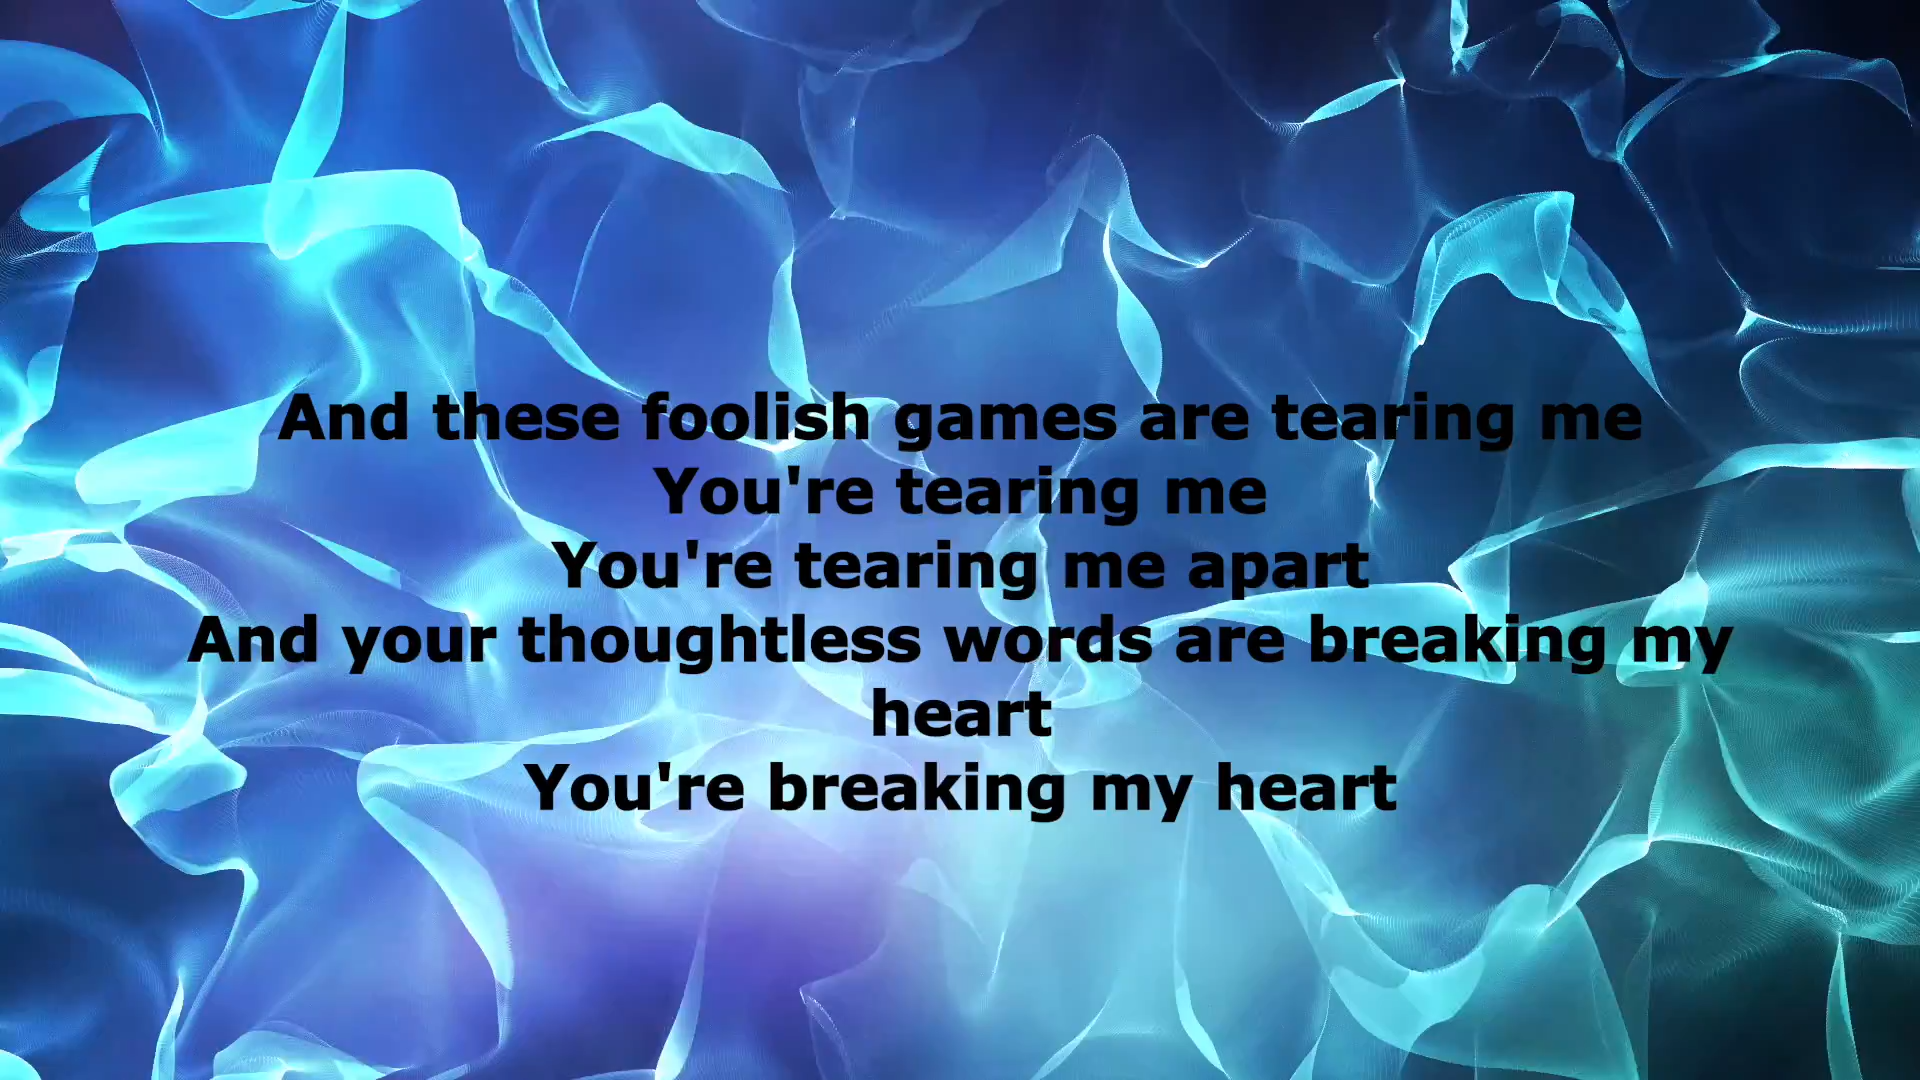 And these foolish games are tearing me
You're tearing me
You're tearing me apart
And your thoughtless words are breaking my
heart
You're breaking my heart